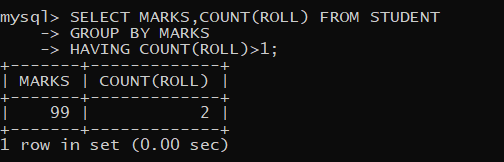 mysql> SELECT MARKS,COUNT(ROLL) FROM STUDENT
    -> GROUP BY MARKS
    -> HAVING COUNT(ROLL)>1;
+-------+-------------+
| MARKS | COUNT(ROLL) |
+-------+-------------+
|    99 |           2 |
+-------+-------------+
1 row in set (0.00 sec)